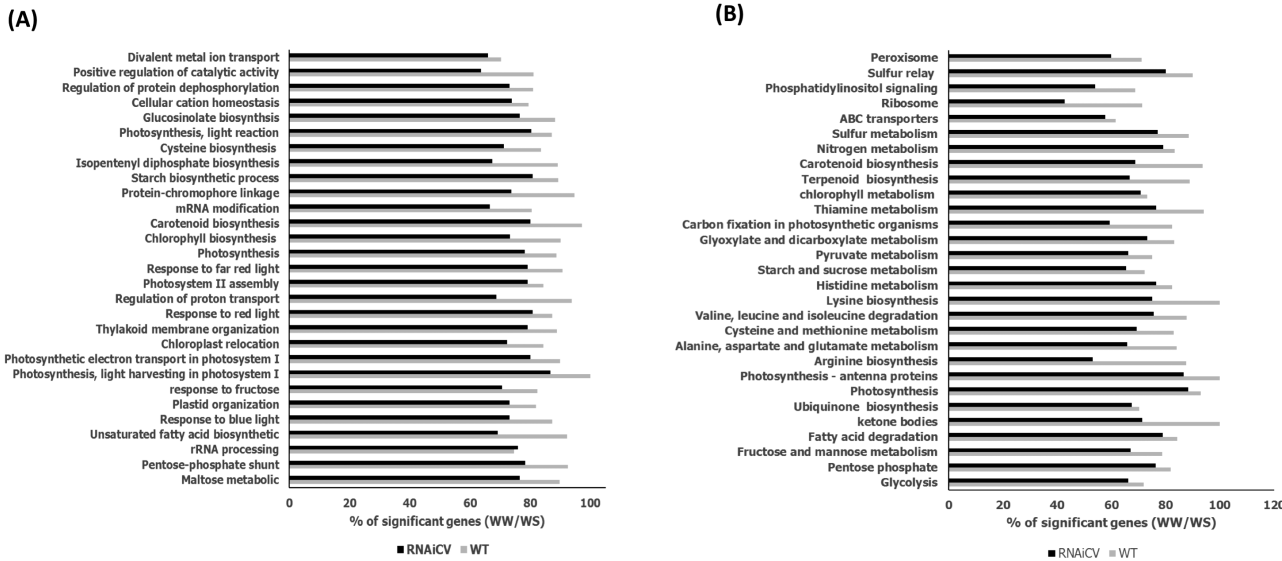 (A)
Divalent metal ion transport
Positive regulation of catalytic activity
Regulation of protein dephosphorylation
Cellular cation homeostasis
Glucosinolate biosynthsis
Photosynthesis, light reaction
Cysteine biosynthesis
Isopentenyl diphosphate biosynthesis
Starch biosynthetic process
Protein-chromophore linkage
mRNA modification
Carotenoid biosynthesis
Chlorophyll biosynthesis
Photosynthesis
Response to far red light
Photosystem II assembly
Regulation of proton transport
Response to red light
Thylakoid membrane organization
Chloroplast relocation
Photosynthetic electron transport in photosystem I
Photosynthesis, light harvesting in photosystem I
response to fructose
Plastid organization
Response to blue light
Unsaturated fatty acid biosynthetic
rRNA processing
Pentose-phosphate shunt
Maltose metabolic
0 20 40 60 80 100
% of significant genes (WW/WS)
RNAiCV WT
(B)
Peroxisome
Sulfur relay
Phosphatidylinositol signaling
Ribosome
ABC transporters
Sulfur metabolism
Nitrogen metabolism
Carotenoid biosynthesis
Terpenoid biosynthesis
chlorophyll metabolism
Thiamine metabolism
Carbon fixation in photosynthetic organisms
Glyoxylate and dicarboxylate metabolism
Pyruvate metabolism
Starch and sucrose metabolism
Histidine metabolism
Lysine biosynthesis
Valine, leucine and isoleucine degradation
Cysteine and methionine metabolism
Alanine, aspartate and glutamate metabolism
Arginine biosynthesis
Photosynthesis - antenna proteins
Photosynthesis
Ubiquinone biosynthesis
ketone bodies
Fatty acid degradation
Fructose and mannose metabolism
Pentose phosphate
Glycolysis
0 20 40 60 80 100 120
% of significant genes (WW/WS)
RNAiCV WT